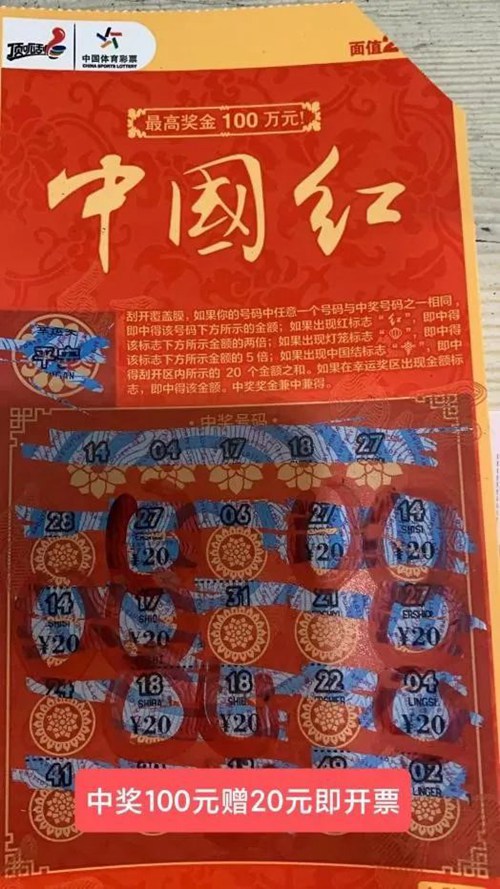 顶呱刮
中国体育彩票
CHINA SPORTS LOTTERY
面值2
最高奖金 100 万元!
中國红
刮开覆盖膜,如果你的号码中任意一个号码与中奖号码之一相同,
即中得该号码下方所示的金额;如果出现红标志“红”,即中得
该标志下方所示金额的两倍;如果出现灯笼标志“”,即中得
该标志下方所示金额的5倍;如果出现中国结标志“”,即中
得刮开区内所示的 20 个金额之和。如果在幸运奖区出现金额标
志,即中得该金额。中奖奖金兼中兼得。
中奖号码
14 04 17 18 27
28 27 06 27 14
SHISI
¥20 ¥20 ¥20
14 17 31 21 27
SHIQI ERSHIQI
¥20 ¥20 ¥20
24 18 18 22 04
SHIBA LINGSI
¥20 ¥20 ¥20
41 02
LINGER
中奖100元赠20元即开票